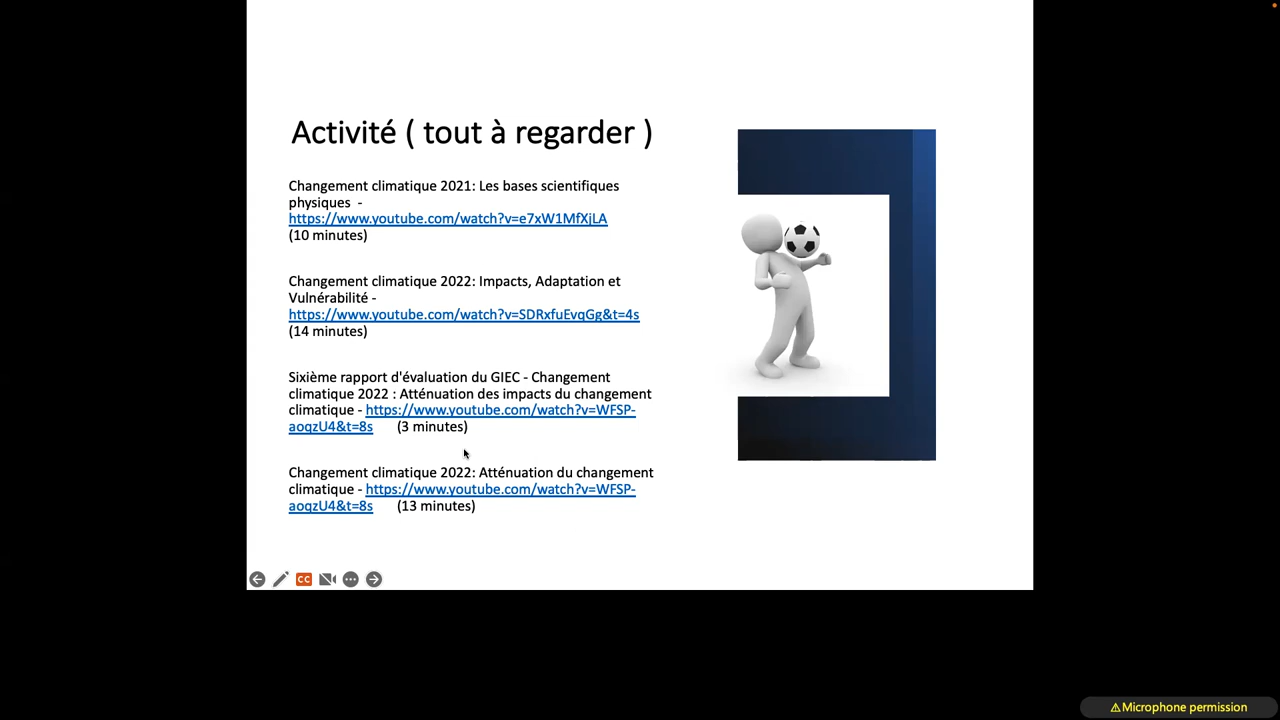 Activité ( tout à regarder )
Changement climatique 2021: Les bases scientifiques
physiques -
https://www.youtube.com/watch?v=e7xW1MfXjLA
(10 minutes)
Changement climatique 2022: Impacts, Adaptation et
Vulnérabilité -
https://www.youtube.com/watch?v=SDRxfuEvqGg&t=4s
(14 minutes)
Sixième rapport d'évaluation du GIEC - Changement
climatique 2022 : Atténuation des impacts du changement
climatique - https://www.youtube.com/watch?v=WFSP-
aoqzU4&t=8s (3 minutes)
Changement climatique 2022: Atténuation du changement
climatique - https://www.youtube.com/watch?v=WFSP-
aoqzU4&t=8s (13 minutes)
CC
Microphone permission